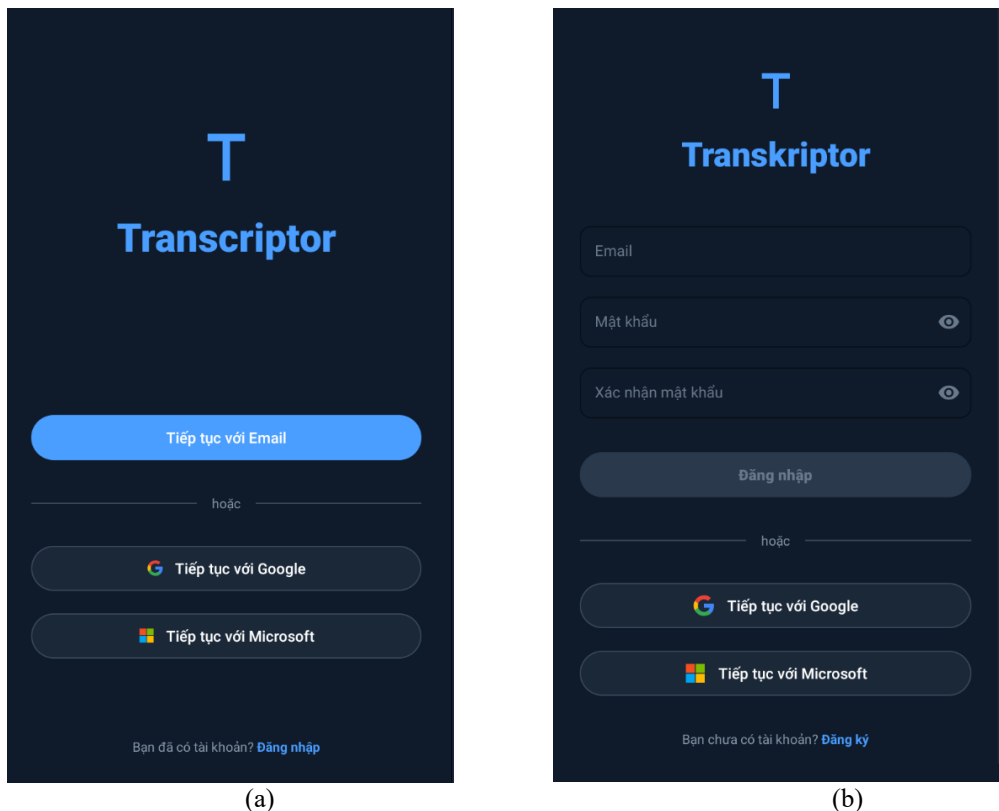 T
Transcriptor
Tiếp tục với Email
hoặc
Tiếp tục với Google
Tiếp tục với Microsoft
Bạn đã có tài khoản? Đăng nhập
(a)
T
Transkriptor
Email
Mật khẩu
Xác nhận mật khẩu
Đăng nhập
hoặc
Tiếp tục với Google
Tiếp tục với Microsoft
Bạn chưa có tài khoản? Đăng ký
(b)